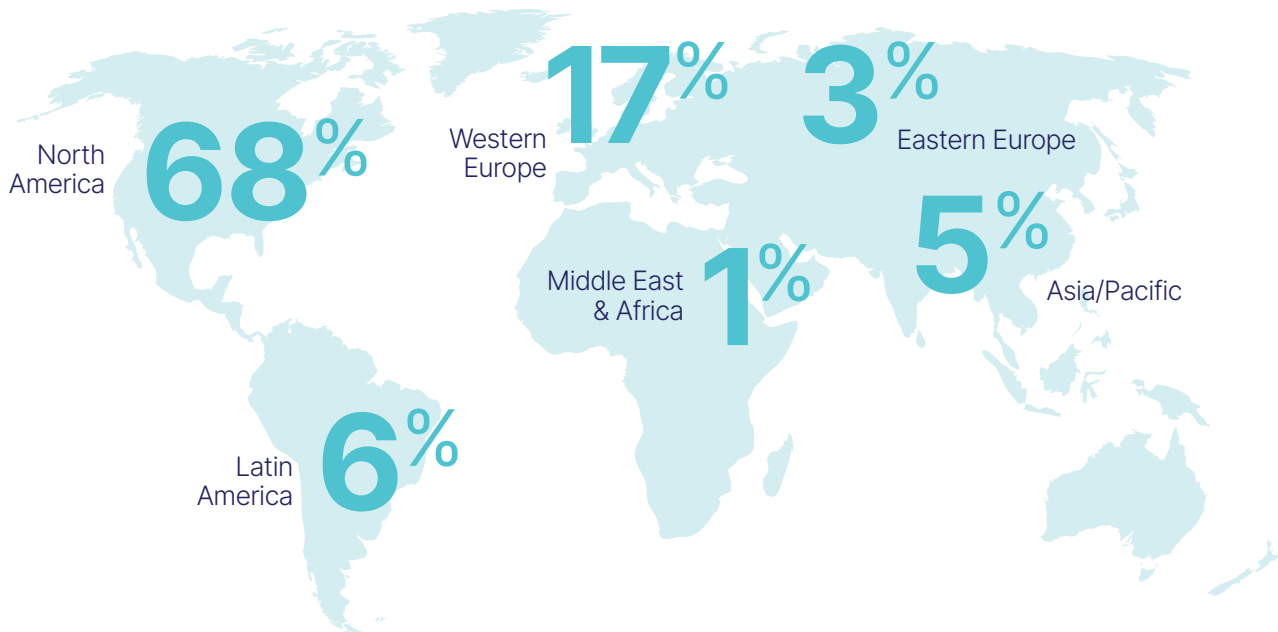 North
America
68%
Western
Europe
17%
3%
Eastern Europe
5%
Asia/Pacific
Middle East
& Africa
1%
Latin
America
6%